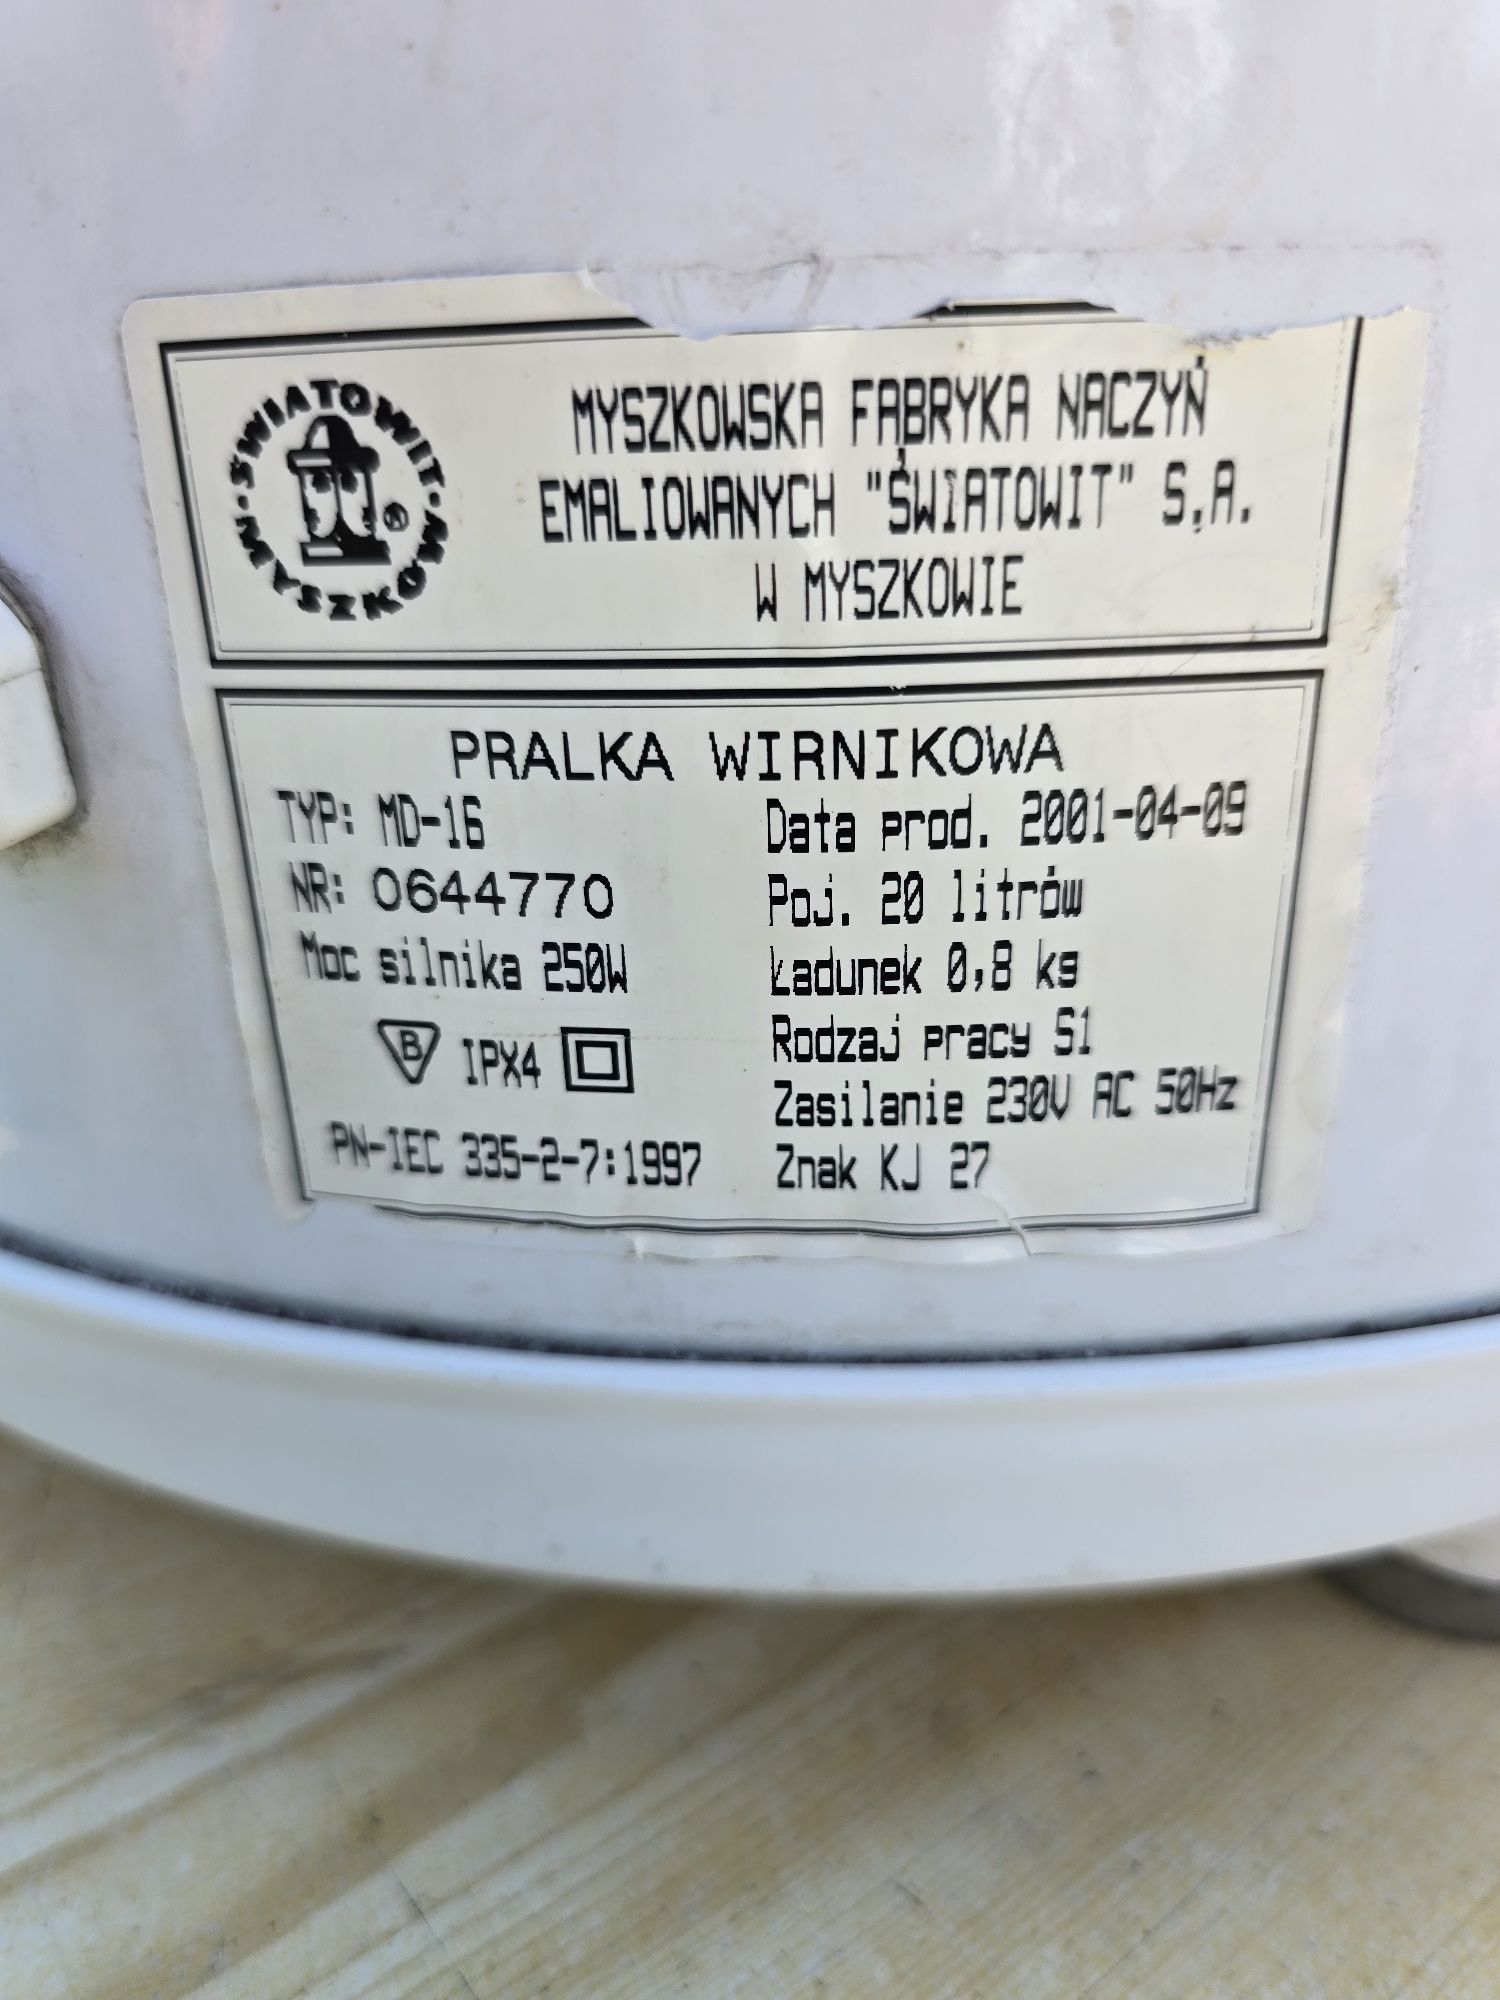 ŚWIATOWIT · MYSZKÓW ·
®
MYSZKOWSKA FABRYKA NACZYŃ
EMALIOWANYCH "ŚWIATOWIT" S.A.
W MYSZKOWIE
PRALKA WIRNIKOWA
TYP: MD-16
NR: 0644770
Moc silnika 250W
B IPX4
PN-IEC 335-2-7:1997
Data prod. 2001-04-09
Poj. 20 litrów
Ładunek 0,8 kg
Rodzaj pracy S1
Zasilanie 230V AC 50Hz
Znak KJ 27